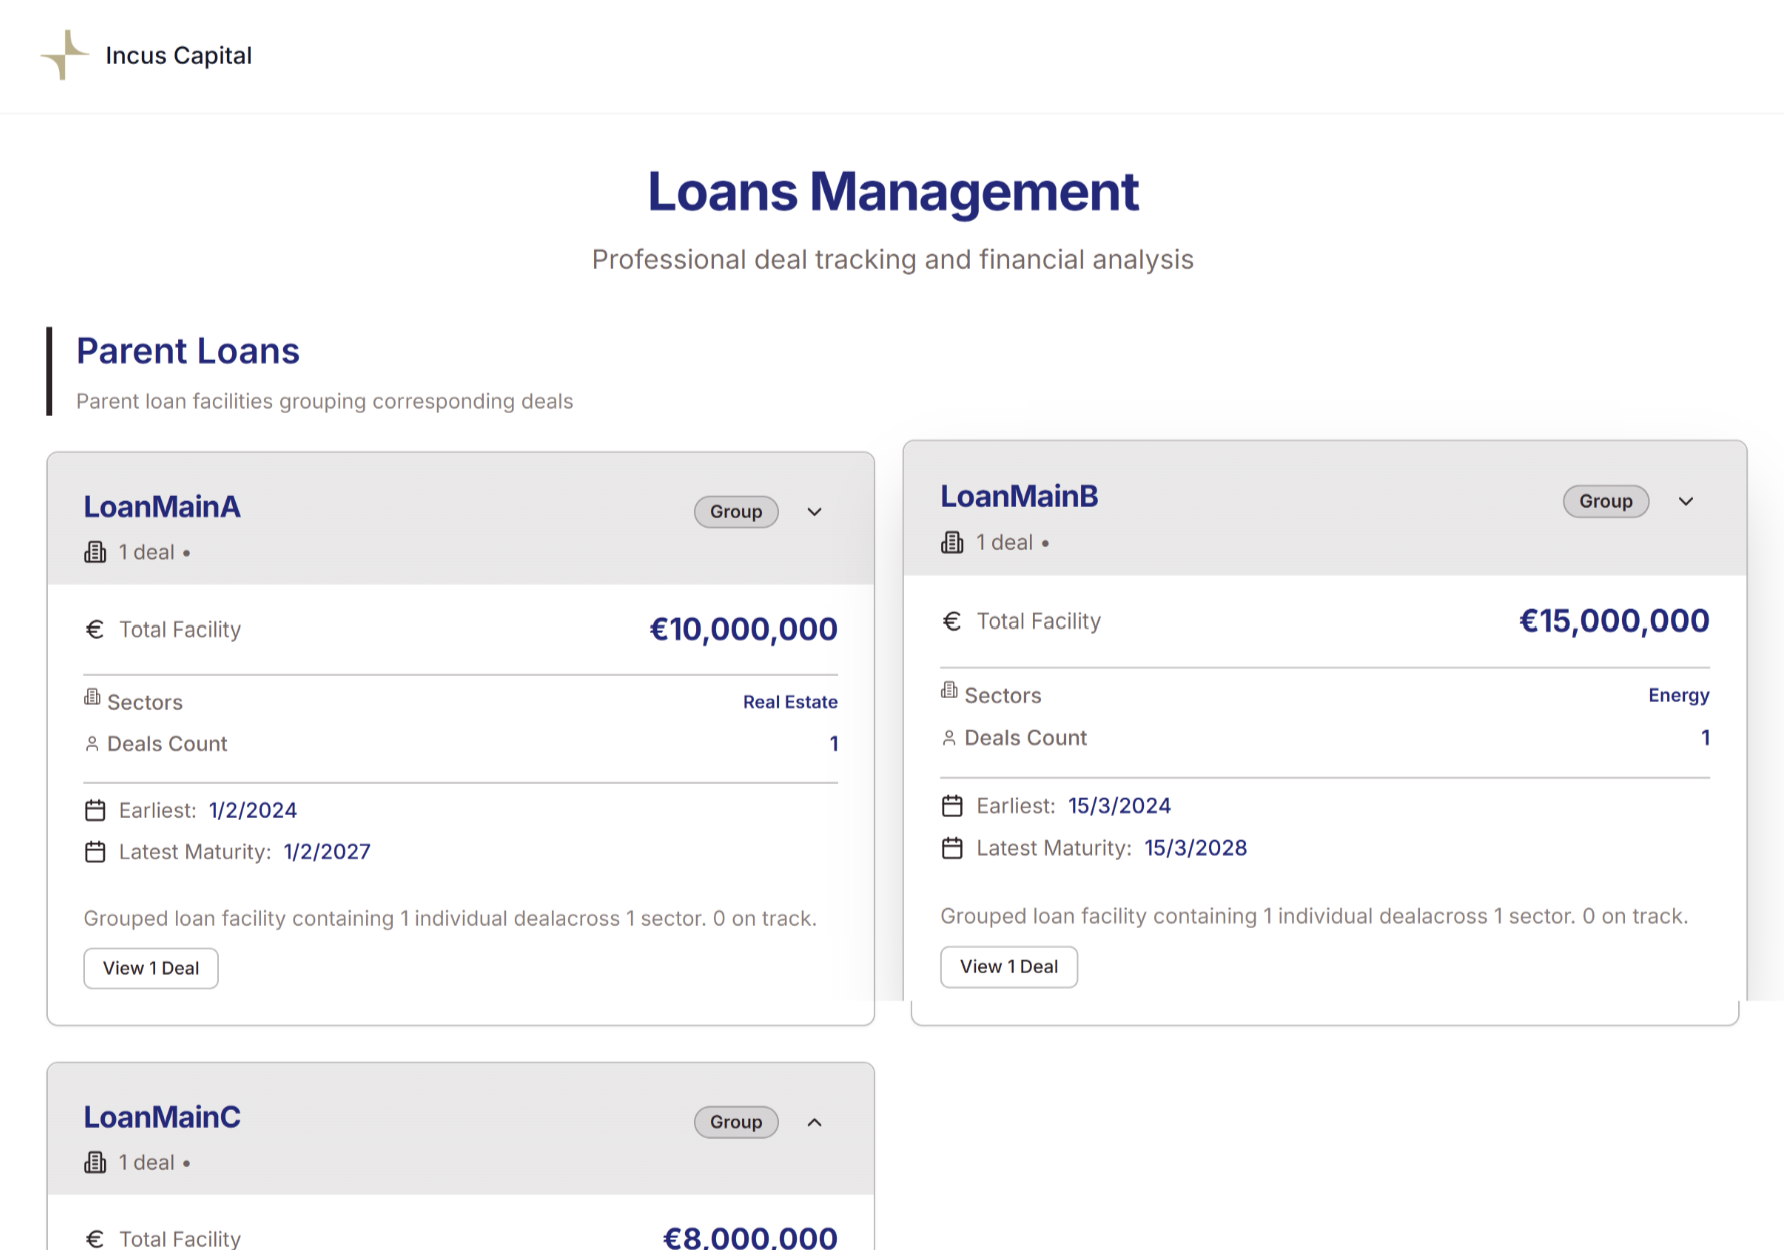 Incus Capital
Loans Management
Professional deal tracking and financial analysis
Parent Loans
Parent loan facilities grouping corresponding deals
LoanMainA
Group
1 deal •
€ Total Facility €10,000,000
Sectors Real Estate
Deals Count 1
Earliest: 1/2/2024
Latest Maturity: 1/2/2027
Grouped loan facility containing 1 individual dealacross 1 sector. 0 on track.
View 1 Deal
LoanMainB
Group
1 deal •
€ Total Facility €15,000,000
Sectors Energy
Deals Count 1
Earliest: 15/3/2024
Latest Maturity: 15/3/2028
Grouped loan facility containing 1 individual dealacross 1 sector. 0 on track.
View 1 Deal
LoanMainC
Group
1 deal •
€ Total Facility €8,000,000